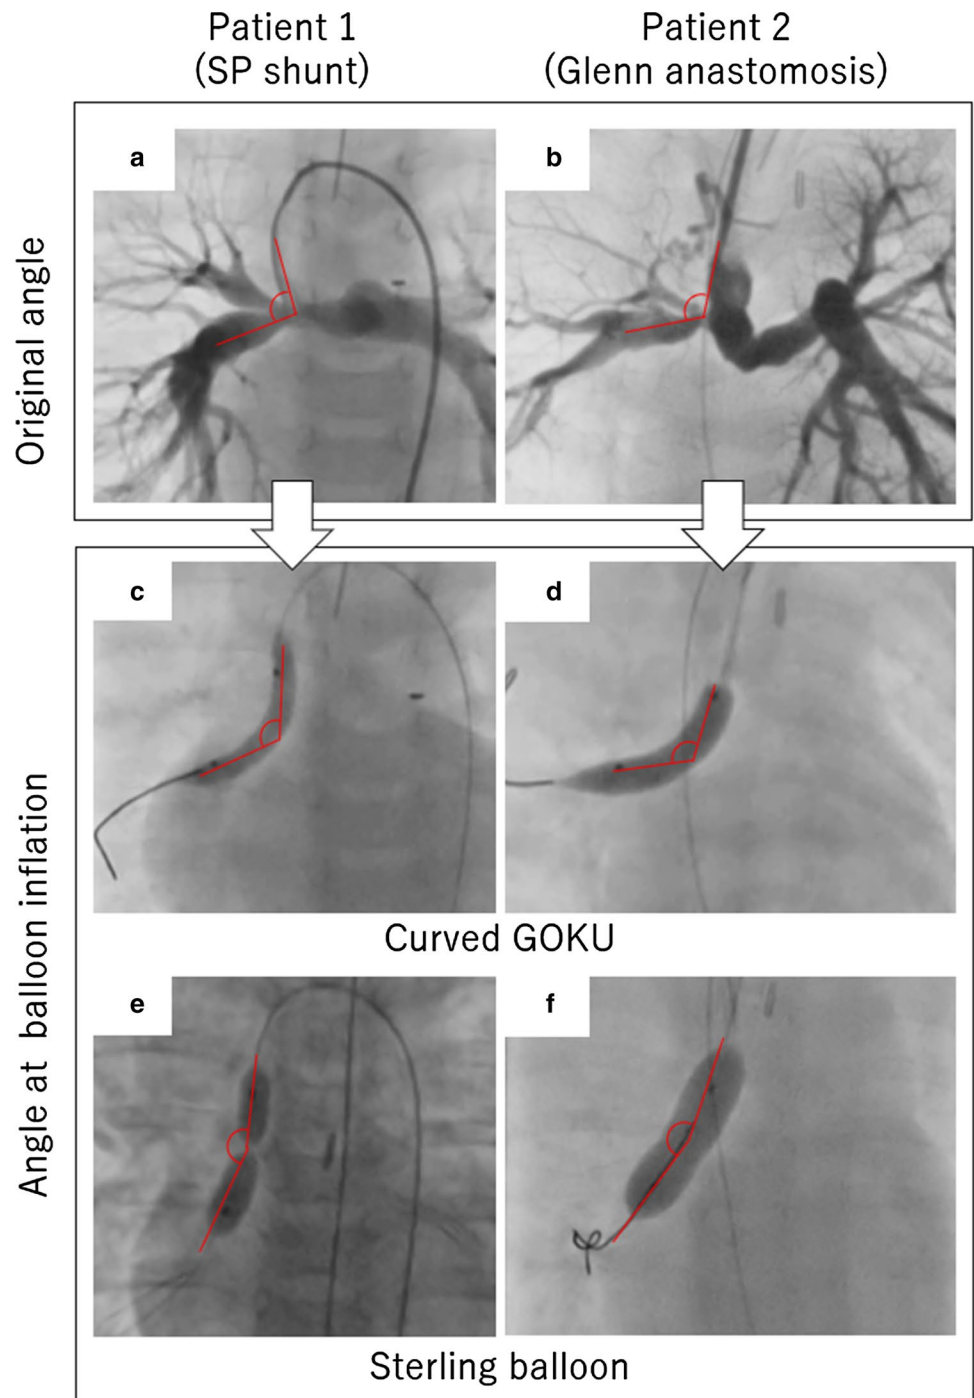 Patient 1
(SP shunt)
Patient 2
(Glenn anastomosis)
Original angle
a
b
Angle at balloon inflation
c
d
Curved GOKU
e
f
Sterling balloon